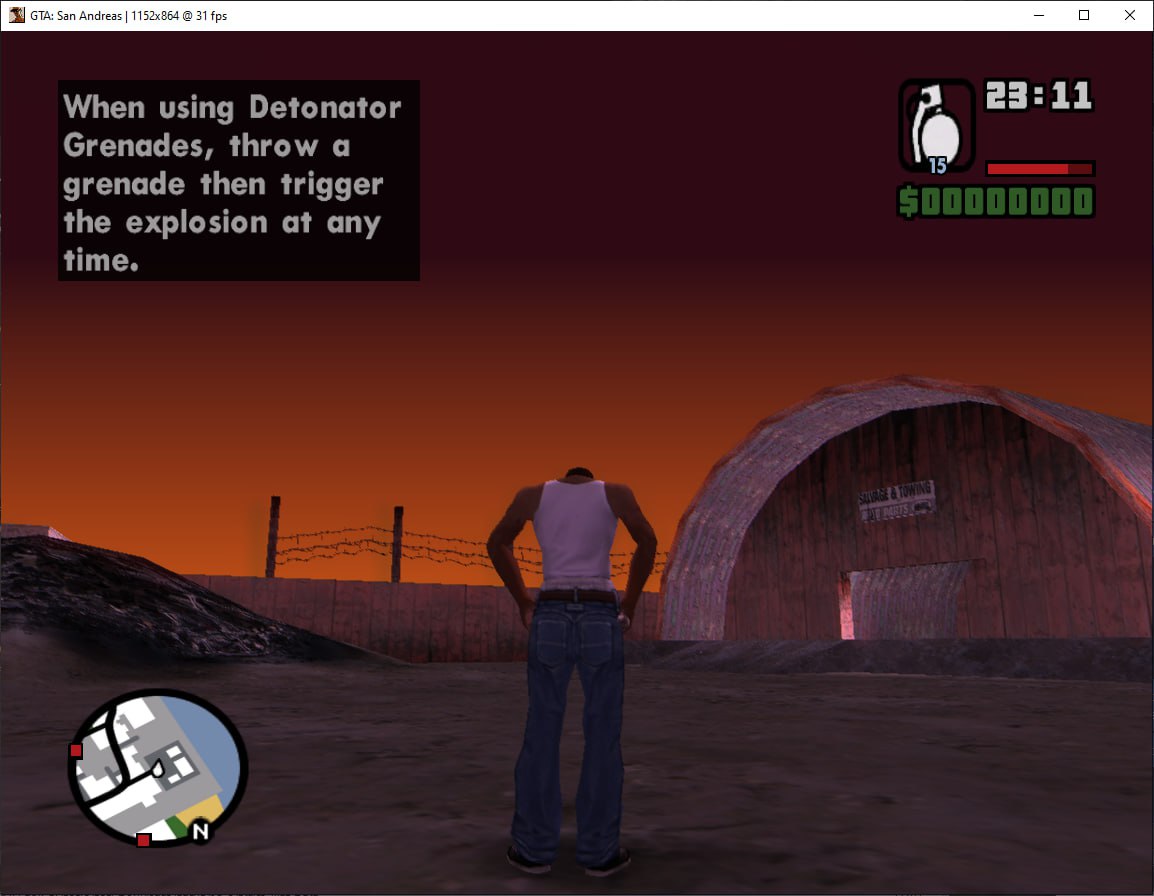 GTA: San Andreas | 1152x864 @ 31 fps
When using Detonator
Grenades, throw a
grenade then trigger
the explosion at any
time.
23:11
15
$00000000
SALVAGE & TOWING
PARTS
N